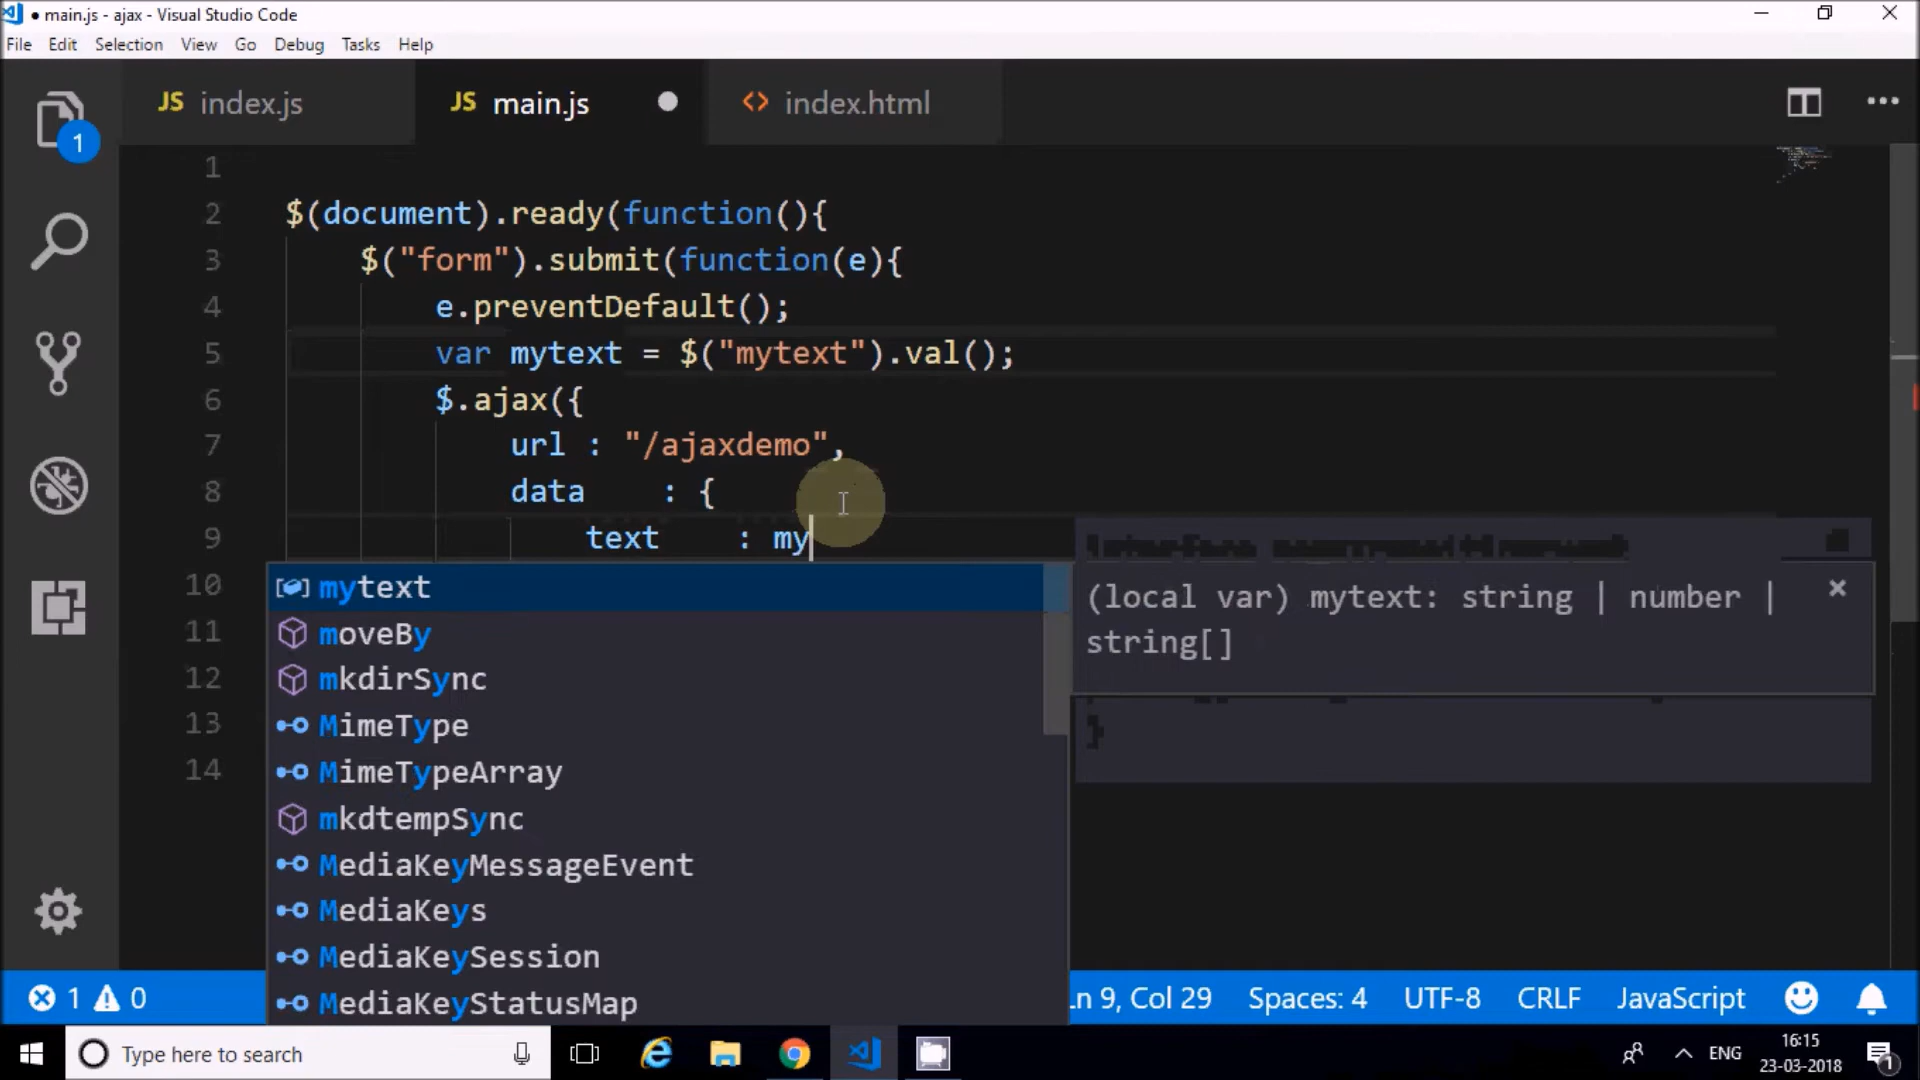 ● main.js - ajax - Visual Studio Code
File Edit Selection View Go Debug Tasks Help
1
JS index.js
JS main.js
<> index.html
1
2 $(document).ready(function(){
3 $("form").submit(function(e){
4 e.preventDefault();
5 var mytext = $("mytext").val();
6 $.ajax({
7 url : "/ajaxdemo",
8 data : {
9 text : my
10
11
12
13
14
mytext
moveBy
mkdirSync
MimeType
MimeTypeArray
mkdtempSync
MediaKeyMessageEvent
MediaKeys
MediaKeySession
MediaKeyStatusMap
(local var) mytext: string | number |
string[]
}
1 0
Ln 9, Col 29 Spaces: 4 UTF-8 CRLF JavaScript
Type here to search
ENG
16:15
23-03-2018
1